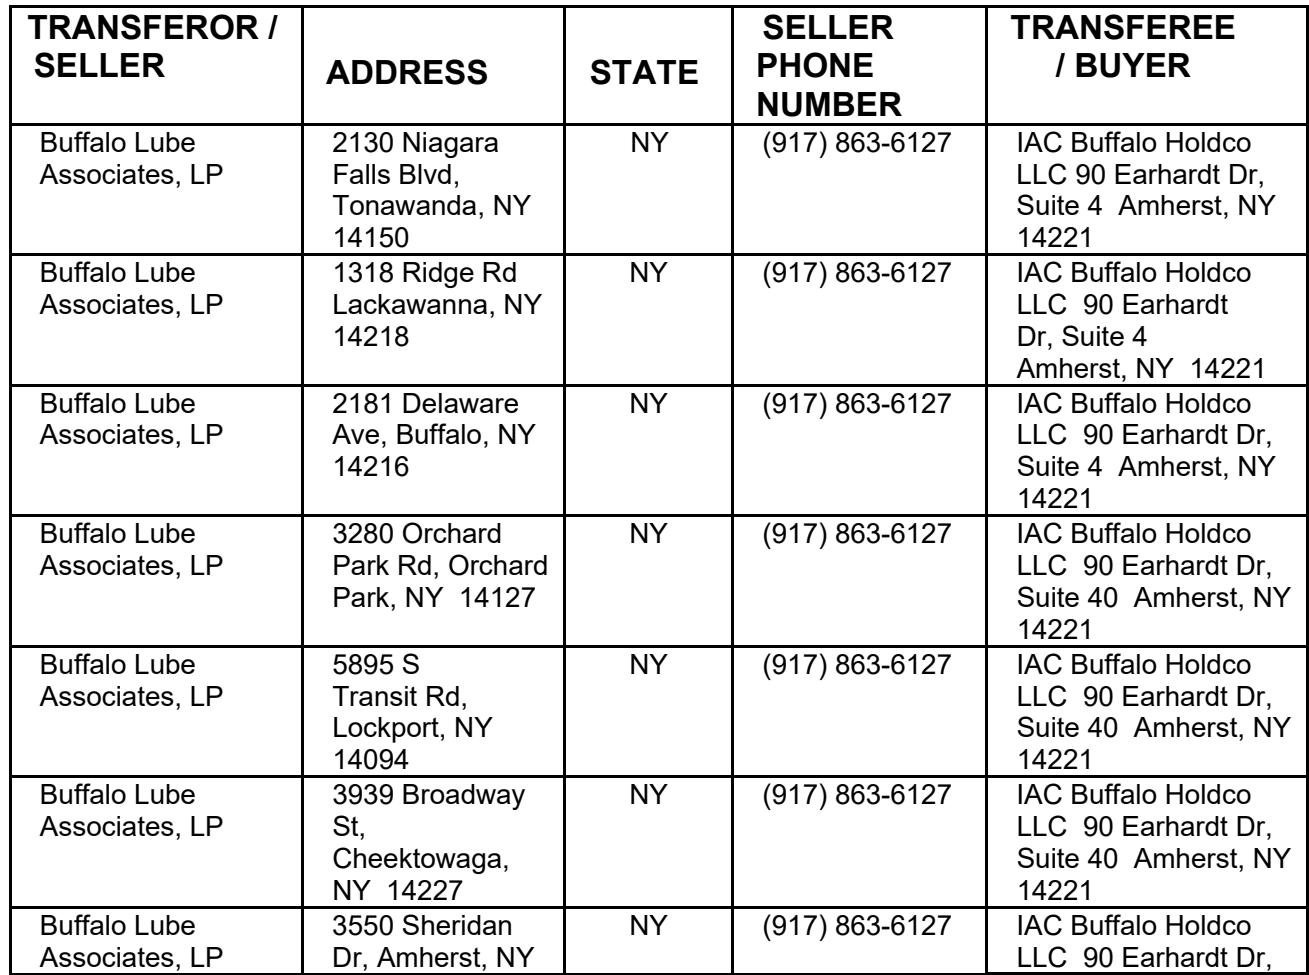 TRANSFEROR /
SELLER
ADDRESS
STATE
SELLER
PHONE
NUMBER
TRANSFEREE
/ BUYER
Buffalo Lube
Associates, LP
2130 Niagara
Falls Blvd,
Tonawanda, NY
14150
NY
(917) 863-6127
IAC Buffalo Holdco
LLC 90 Earhardt Dr,
Suite 4 Amherst, NY
14221
Buffalo Lube
Associates, LP
1318 Ridge Rd
Lackawanna, NY
14218
NY
(917) 863-6127
IAC Buffalo Holdco
LLC 90 Earhardt
Dr, Suite 4
Amherst, NY 14221
Buffalo Lube
Associates, LP
2181 Delaware
Ave, Buffalo, NY
14216
NY
(917) 863-6127
IAC Buffalo Holdco
LLC 90 Earhardt Dr,
Suite 4 Amherst, NY
14221
Buffalo Lube
Associates, LP
3280 Orchard
Park Rd, Orchard
Park, NY 14127
NY
(917) 863-6127
IAC Buffalo Holdco
LLC 90 Earhardt Dr,
Suite 40 Amherst, NY
14221
Buffalo Lube
Associates, LP
5895 S
Transit Rd,
Lockport, NY
14094
NY
(917) 863-6127
IAC Buffalo Holdco
LLC 90 Earhardt Dr,
Suite 40 Amherst, NY
14221
Buffalo Lube
Associates, LP
3939 Broadway
St,
Cheektowaga,
NY 14227
NY
(917) 863-6127
IAC Buffalo Holdco
LLC 90 Earhardt Dr,
Suite 40 Amherst, NY
14221
Buffalo Lube
Associates, LP
3550 Sheridan
Dr, Amherst, NY
NY
(917) 863-6127
IAC Buffalo Holdco
LLC 90 Earhardt Dr,